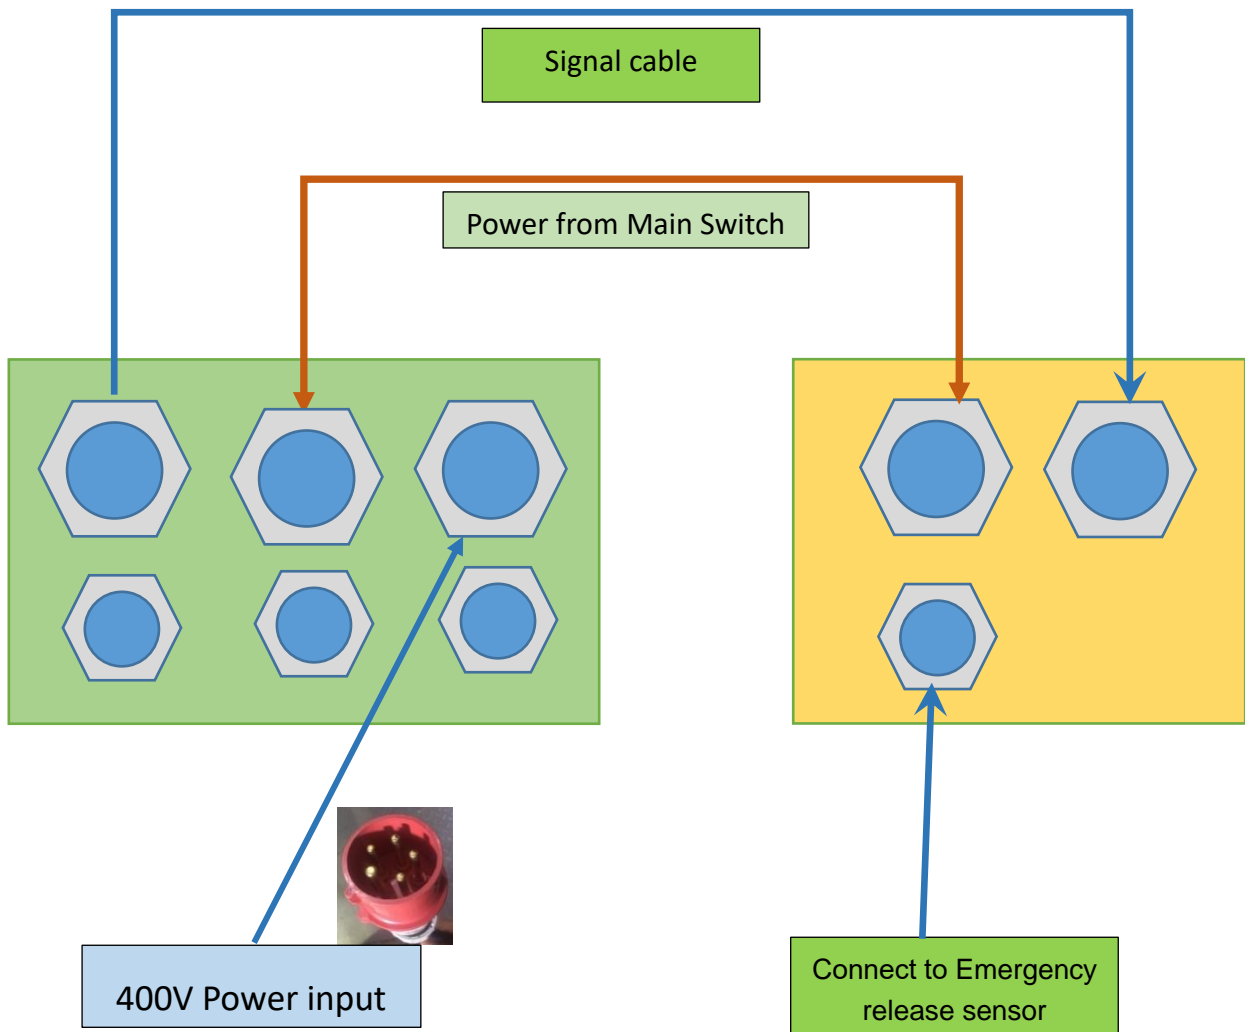 Signal cable
Power from Main Switch
400V Power input
Connect to Emergency
release sensor